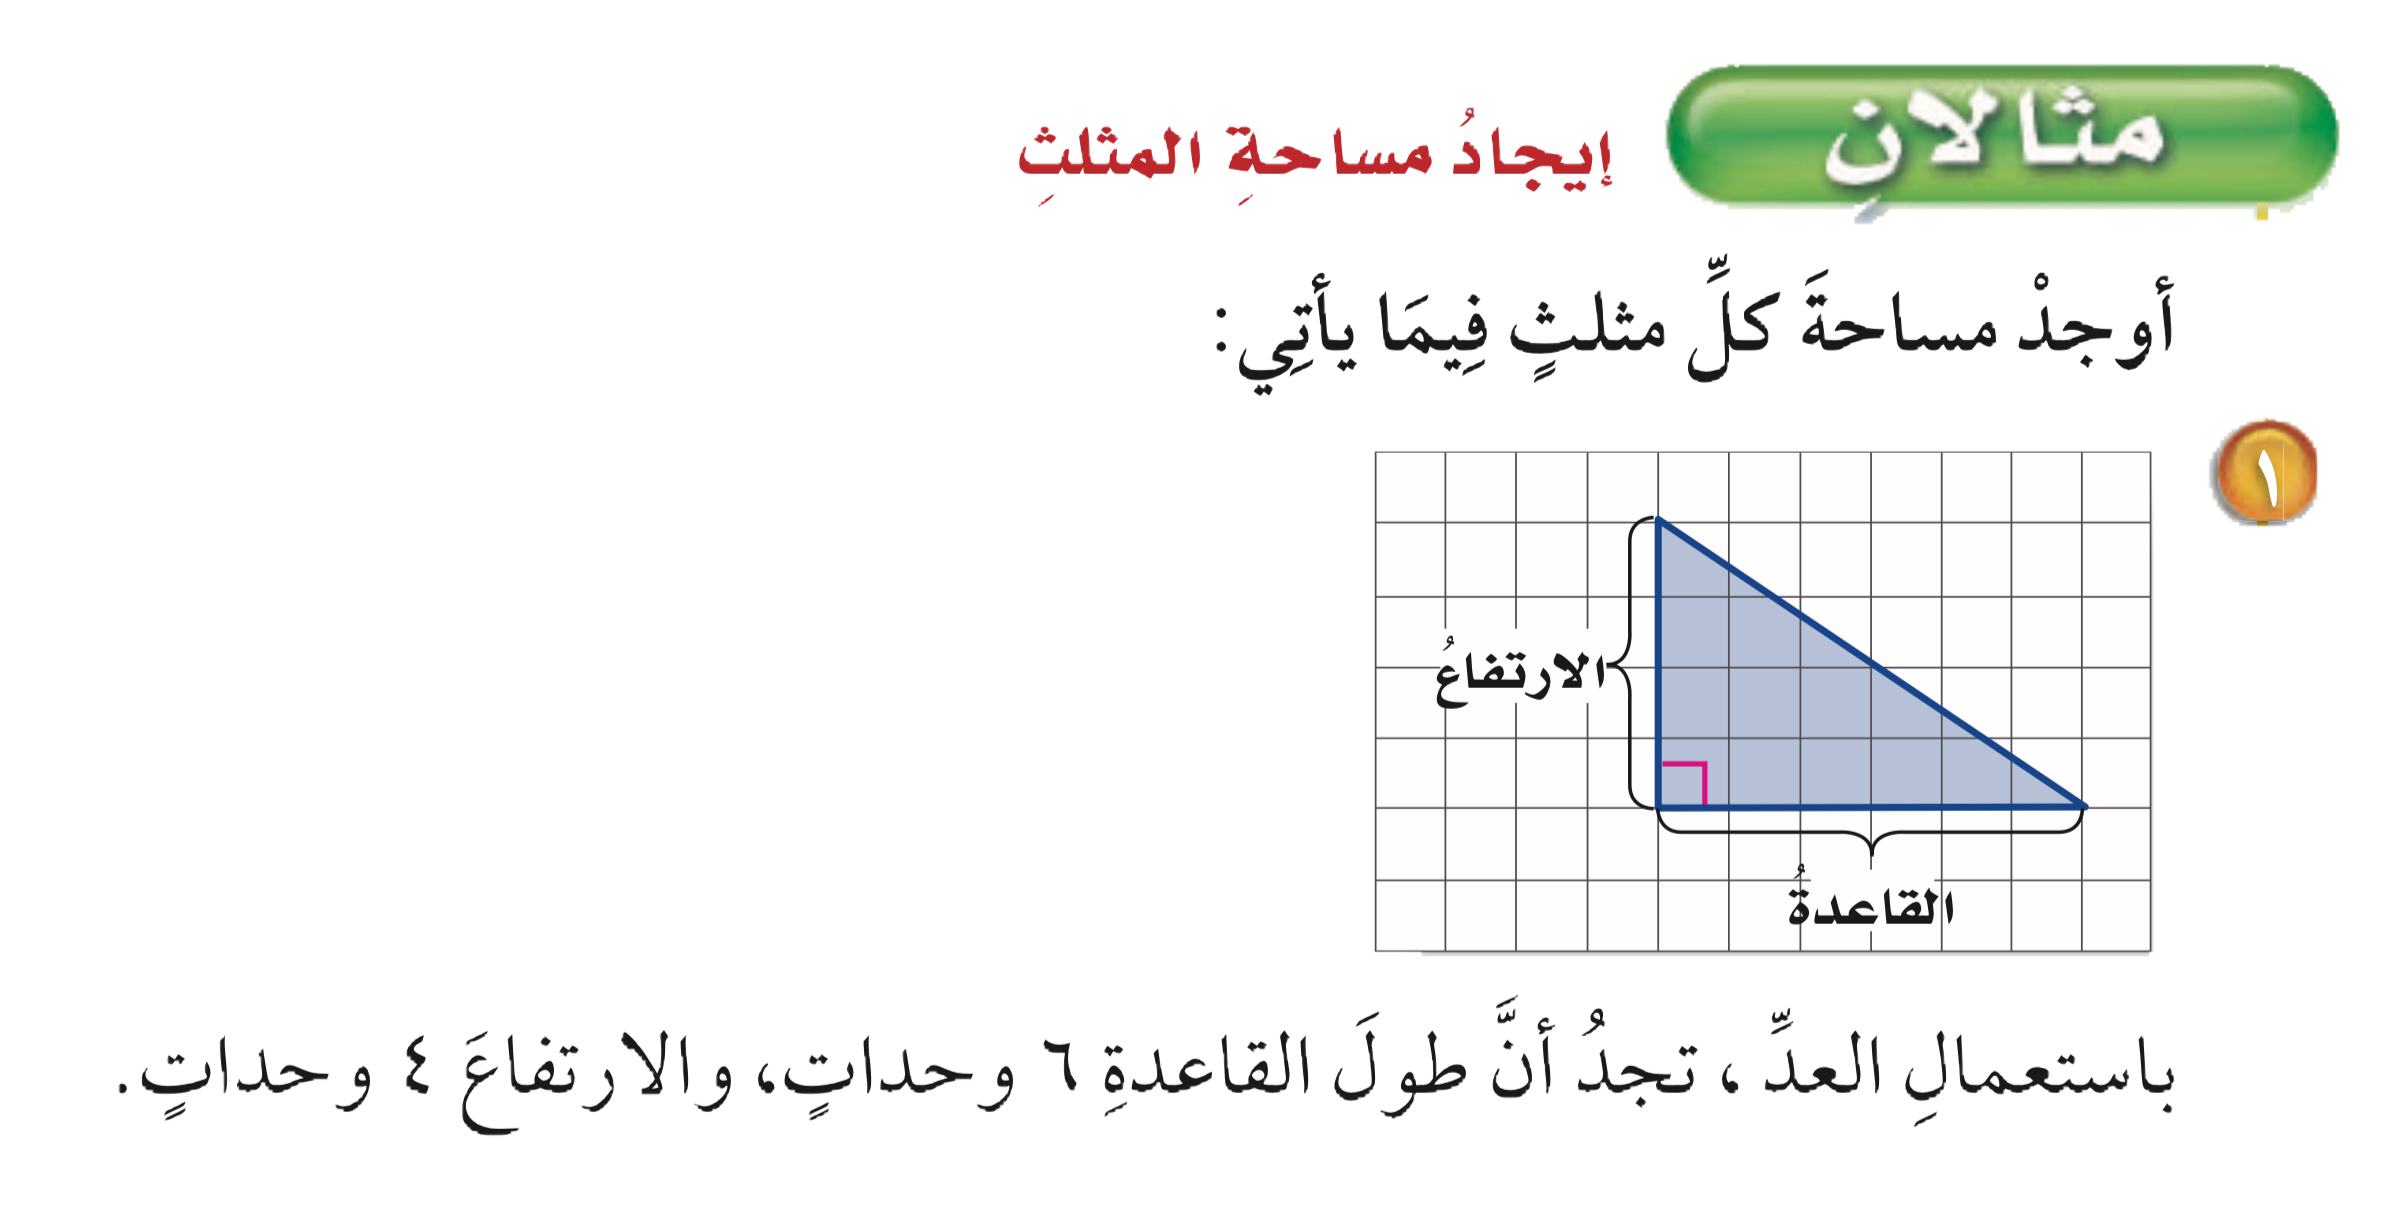 مثالانِ إيجادُ مساحةِ المثلثِ
أوجدْ مساحةَ كلِّ مثلثٍ فِيمَا يأتِي:
١
الارتفاعُ
القاعدةُ
باستعمالِ العدِّ، تجدُ أنَّ طولَ القاعدةِ ٦ وحداتٍ، والارتفاعَ ٤ وحداتٍ.